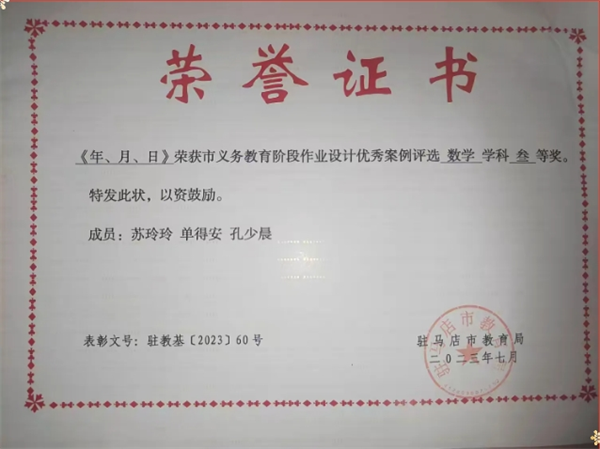 荣誉证书
《年、月、日》荣获市义务教育阶段作业设计优秀案例评选 数学 学科 叁 等奖。
特发此状，以资鼓励。
成员：苏玲玲 单得安 孔少晨
表彰文号：驻教基〔2023〕60号
驻马店市教育局
二〇二三年七月